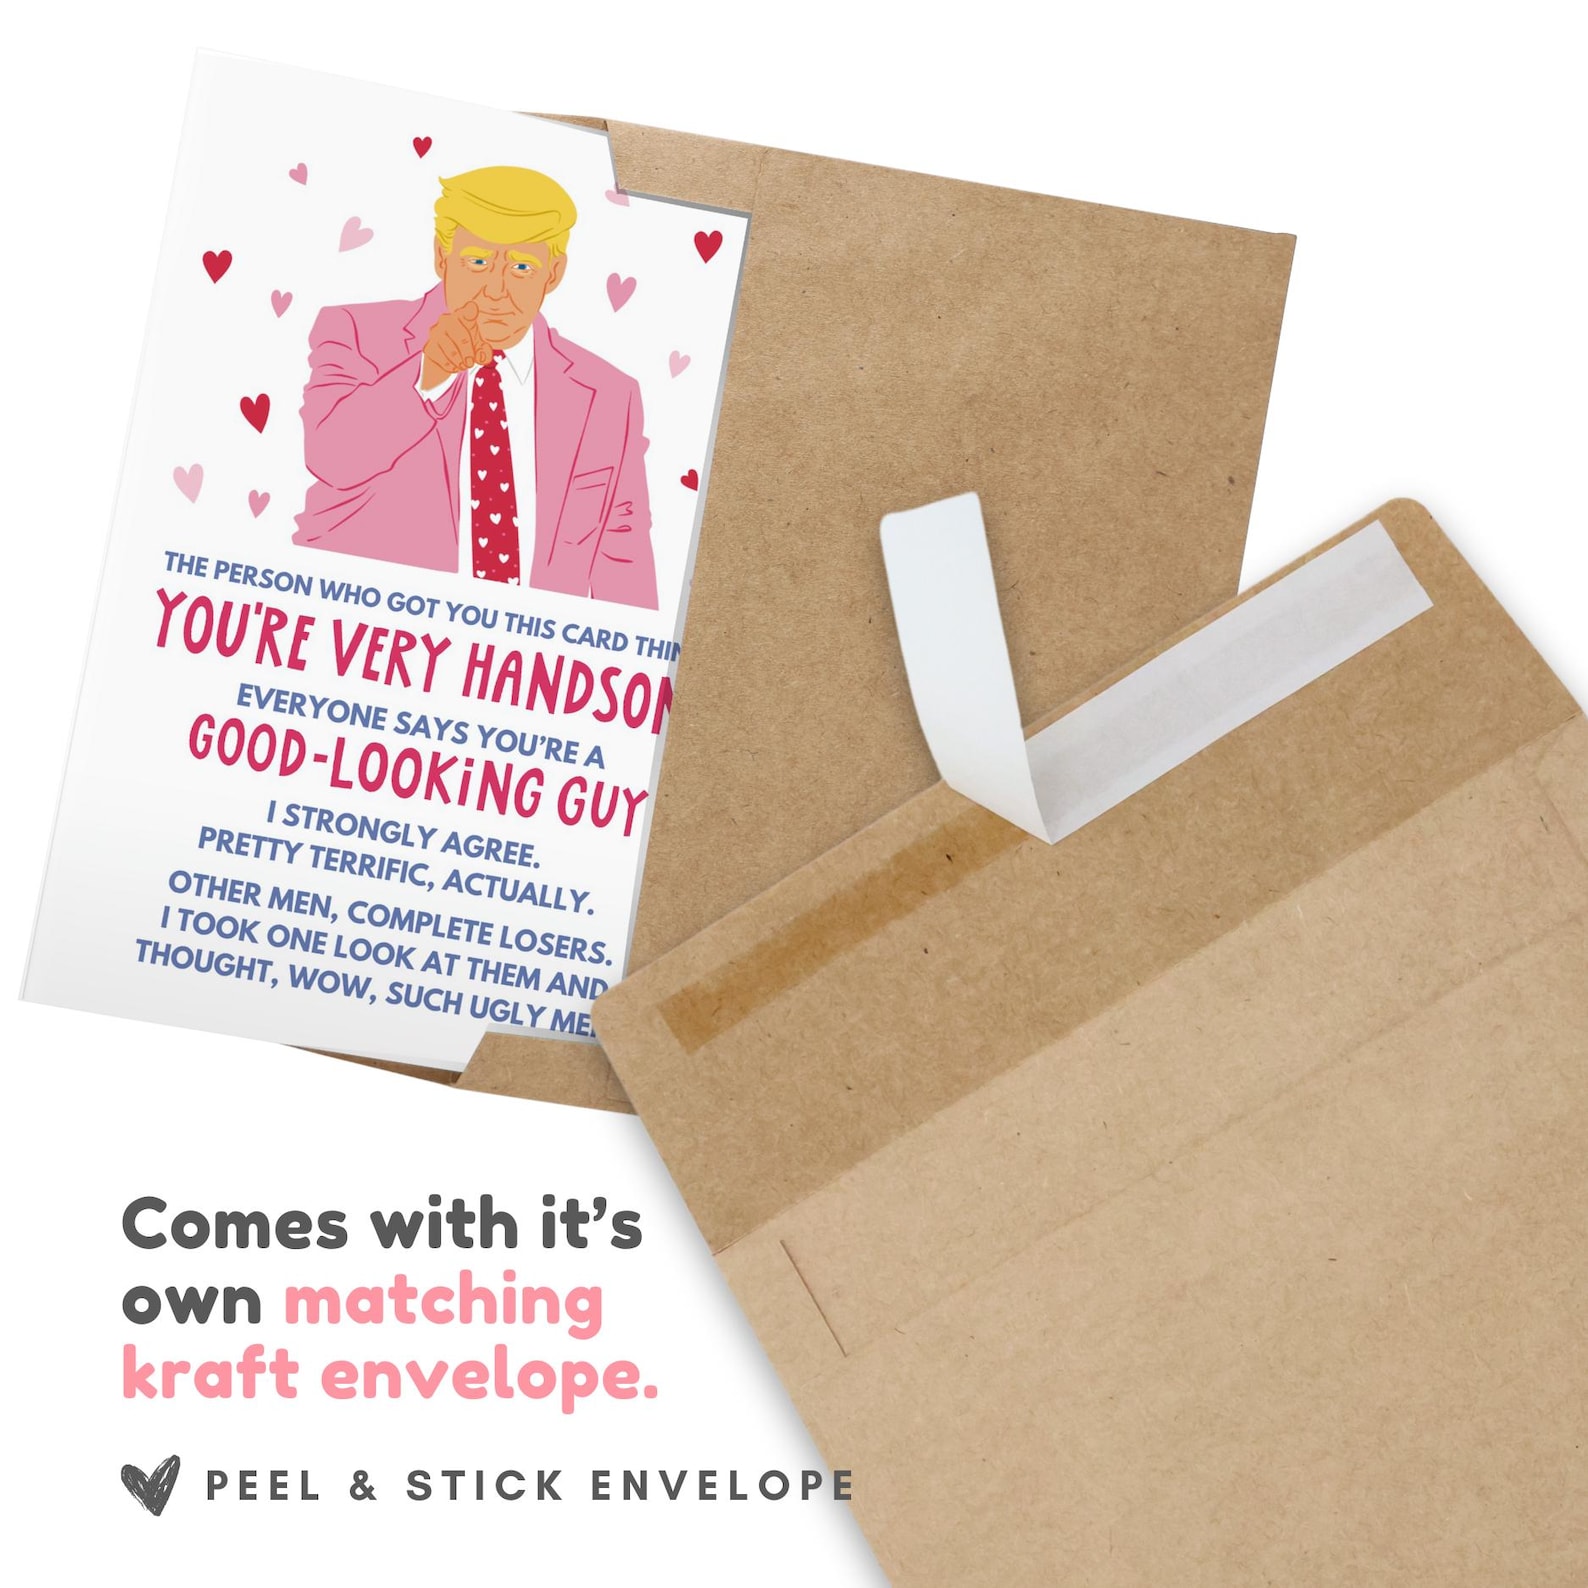 THE PERSON WHO GOT YOU THIS CARD THIN
YOU'RE VERY HANDSOM
EVERYONE SAYS YOU'RE A
GOOD-LOOKING GUY
I STRONGLY AGREE.
PRETTY TERRIFIC, ACTUALLY.
OTHER MEN, COMPLETE LOSERS.
I TOOK ONE LOOK AT THEM AND
THOUGHT, WOW, SUCH UGLY ME
Comes with it's
own matching
kraft envelope.
PEEL & STICK ENVELOPE